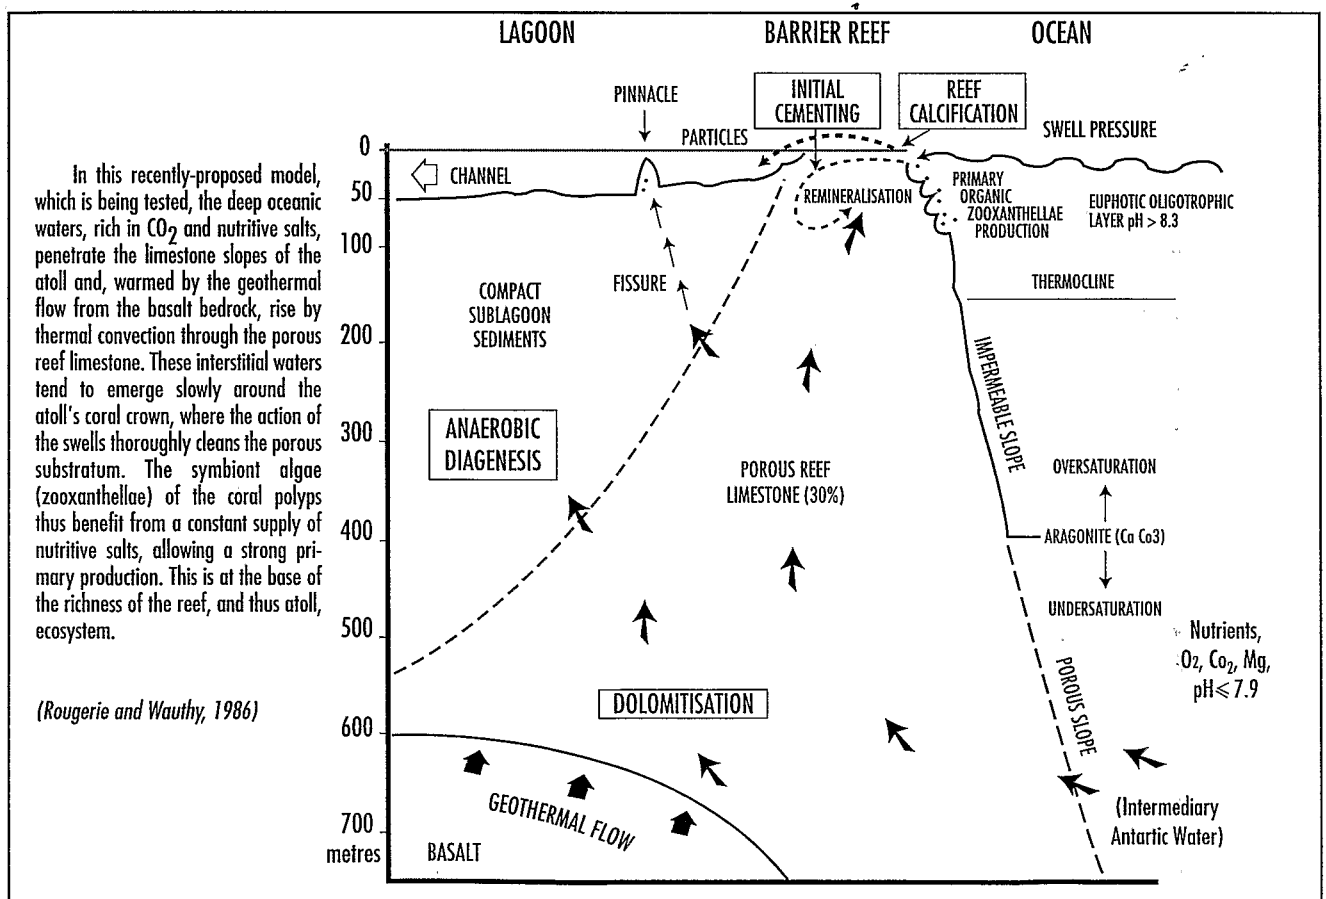 LAGOON
BARRIER REEF
OCEAN
PINNACLE
PARTICLES
INITIAL
CEMENTING
REEF
CALCIFICATION
SWELL PRESSURE
0
50
100
200
300
400
500
600
700
metres
In this recently-proposed model,
which is being tested, the deep oceanic
waters, rich in CO2 and nutritive salts,
penetrate the limestone slopes of the
atoll and, warmed by the geothermal
flow from the basalt bedrock, rise by
thermal convection through the porous
reef limestone. These interstitial waters
tend to emerge slowly around the
atoll's coral crown, where the action of
the swells thoroughly cleans the porous
substratum. The symbiont algae
(zooxanthellae) of the coral polyps
thus benefit from a constant supply of
nutritive salts, allowing a strong pri-
mary production. This is at the base of
the richness of the reef, and thus atoll,
ecosystem.
(Rougerie and Wauthy, 1986)
CHANNEL
REMINERALISATION
PRIMARY
ORGANIC
ZOOXANTHELLAE
PRODUCTION
EUPHOTIC OLIGOTROPHIC
LAYER pH > 8.3
THERMOCLINE
FISSURE
COMPACT
SUBLAGOON
SEDIMENTS
IMPERMEABLE SLOPE
ANAEROBIC
DIAGENESIS
POROUS REEF
LIMESTONE (30%)
OVERSATURATION
ARAGONITE (Ca Co3)
UNDERSATURATION
Nutrients,
O2, Co2, Mg,
pH ⩽ 7.9
POROUS SLOPE
DOLOMITISATION
GEOTHERMAL FLOW
BASALT
(Intermediary
Antartic Water)